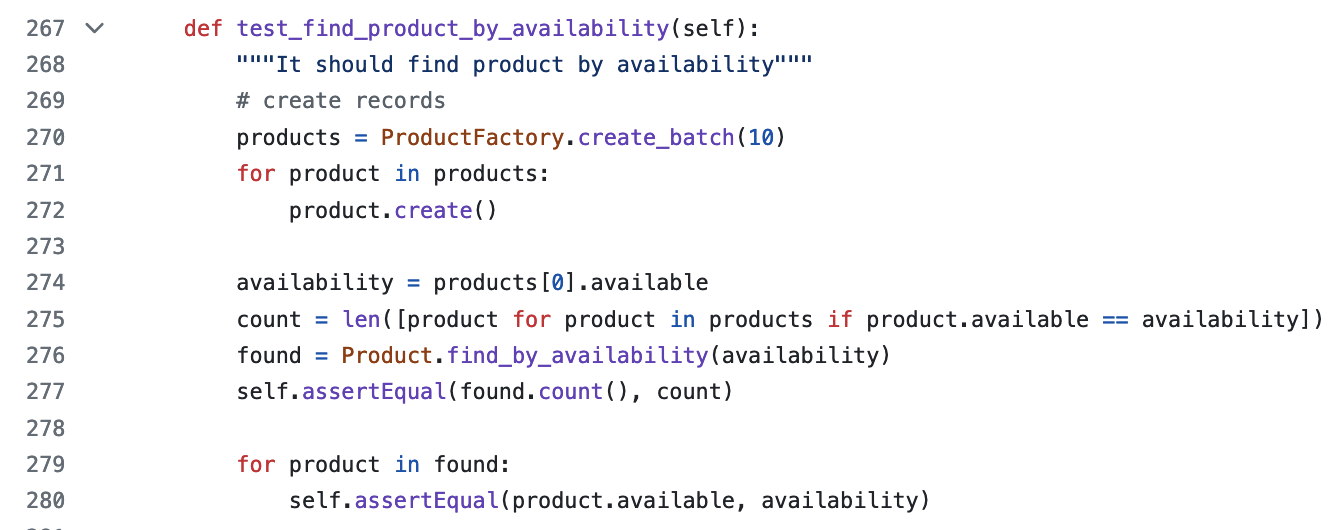 267 def test_find_product_by_availability(self):
268 """It should find product by availability"""
269 # create records
270 products = ProductFactory.create_batch(10)
271 for product in products:
272 product.create()
273
274 availability = products[0].available
275 count = len([product for product in products if product.available == availability])
276 found = Product.find_by_availability(availability)
277 self.assertEqual(found.count(), count)
278
279 for product in found:
280 self.assertEqual(product.available, availability)